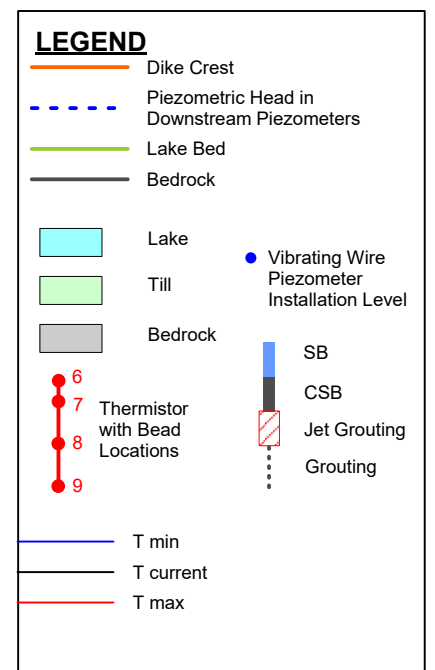 LEGEND
Dike Crest
Piezometric Head in
Downstream Piezometers
Lake Bed
Bedrock
Lake
Till
Bedrock
Vibrating Wire
Piezometer
Installation Level
SB
CSB
Jet Grouting
Grouting
6
7
8
9
Thermistor
with Bead
Locations
T min
T current
T max